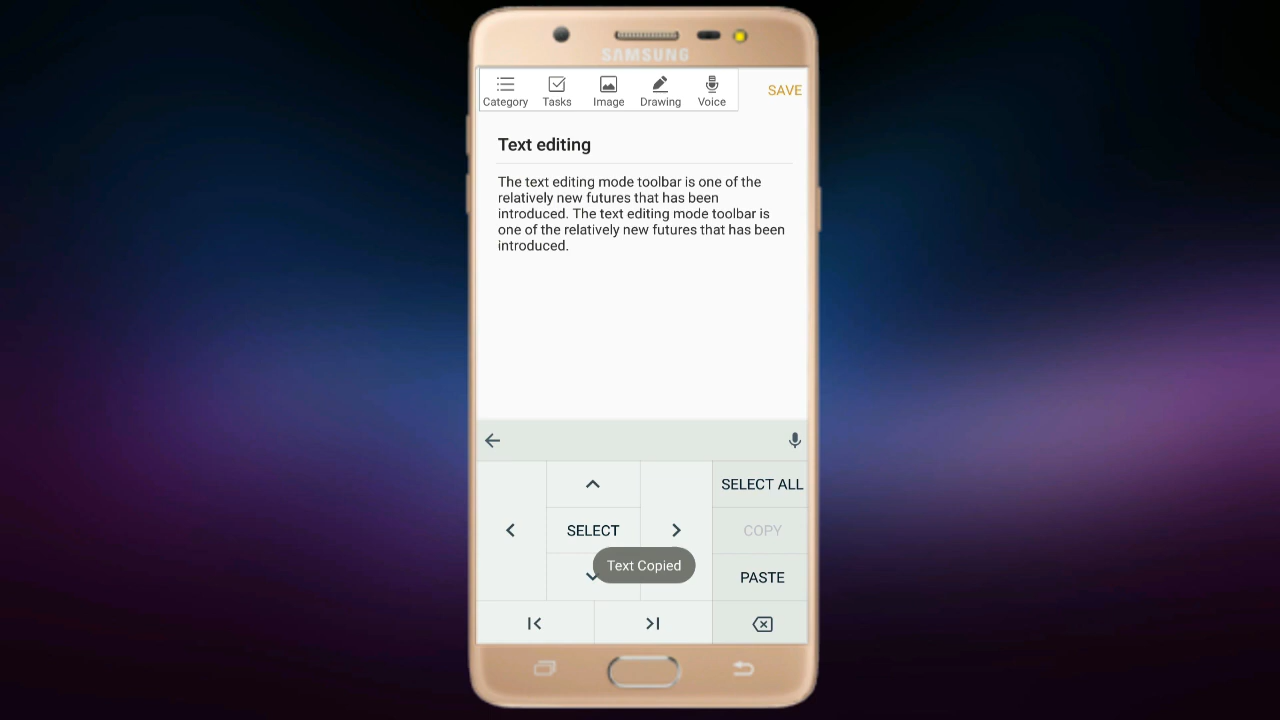 SAMSUNG
Category Tasks Image Drawing Voice SAVE
Text editing
The text editing mode toolbar is one of the
relatively new futures that has been
introduced. The text editing mode toolbar is
one of the relatively new futures that has been
introduced.
SELECT ALL
SELECT COPY
Text Copied
PASTE